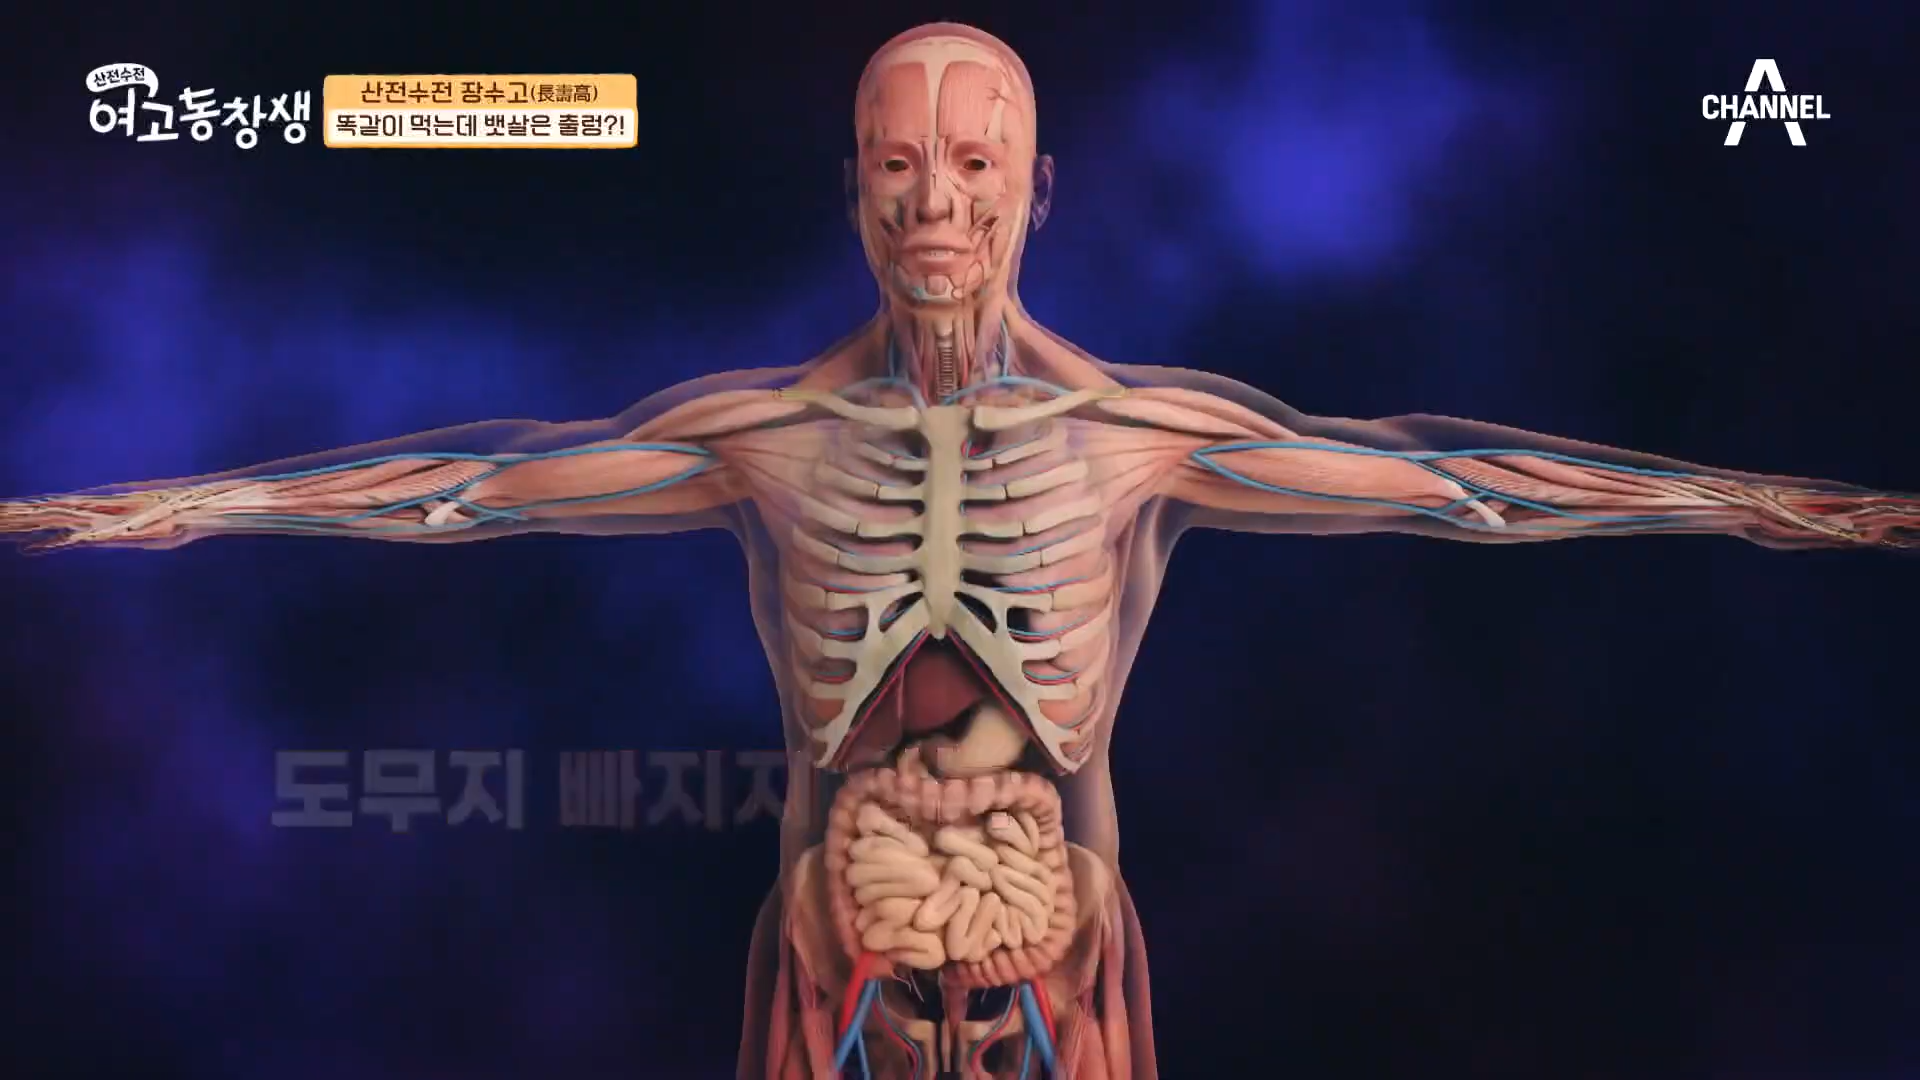 산전수전
여고동창생
산전수전 장수고(長壽高)
똑같이 먹는데 뱃살은 출렁?!
CHANNEL A
도무지 빠지지